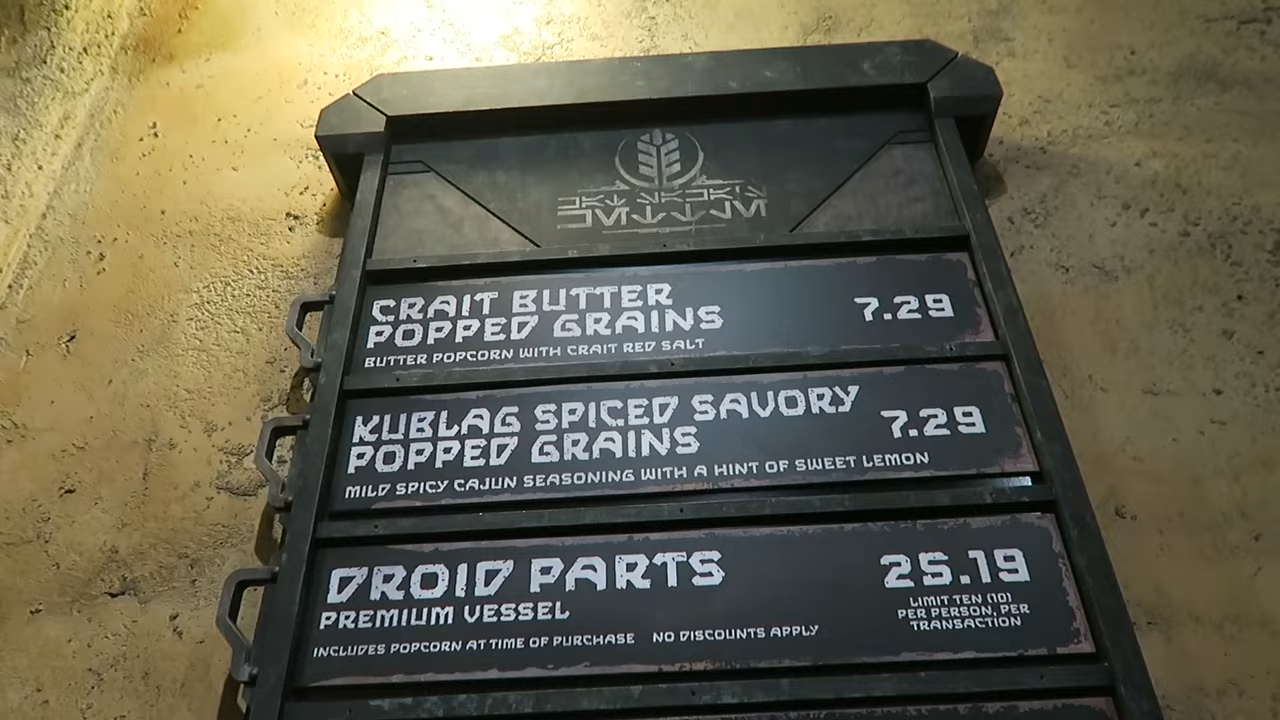 CRAIT BUTTER
POPPED GRAINS
7.29
BUTTER POPCORN WITH CRAIT RED SALT
KUBLAG SPICED SAVORY
POPPED GRAINS
7.29
MILD SPICY CAJUN SEASONING WITH A HINT OF SWEET LEMON
DROID PARTS
PREMIUM VESSEL
INCLUDES POPCORN AT TIME OF PURCHASE NO DISCOUNTS APPLY
25.19
LIMIT TEN (10)
PER PERSON, PER
TRANSACTION